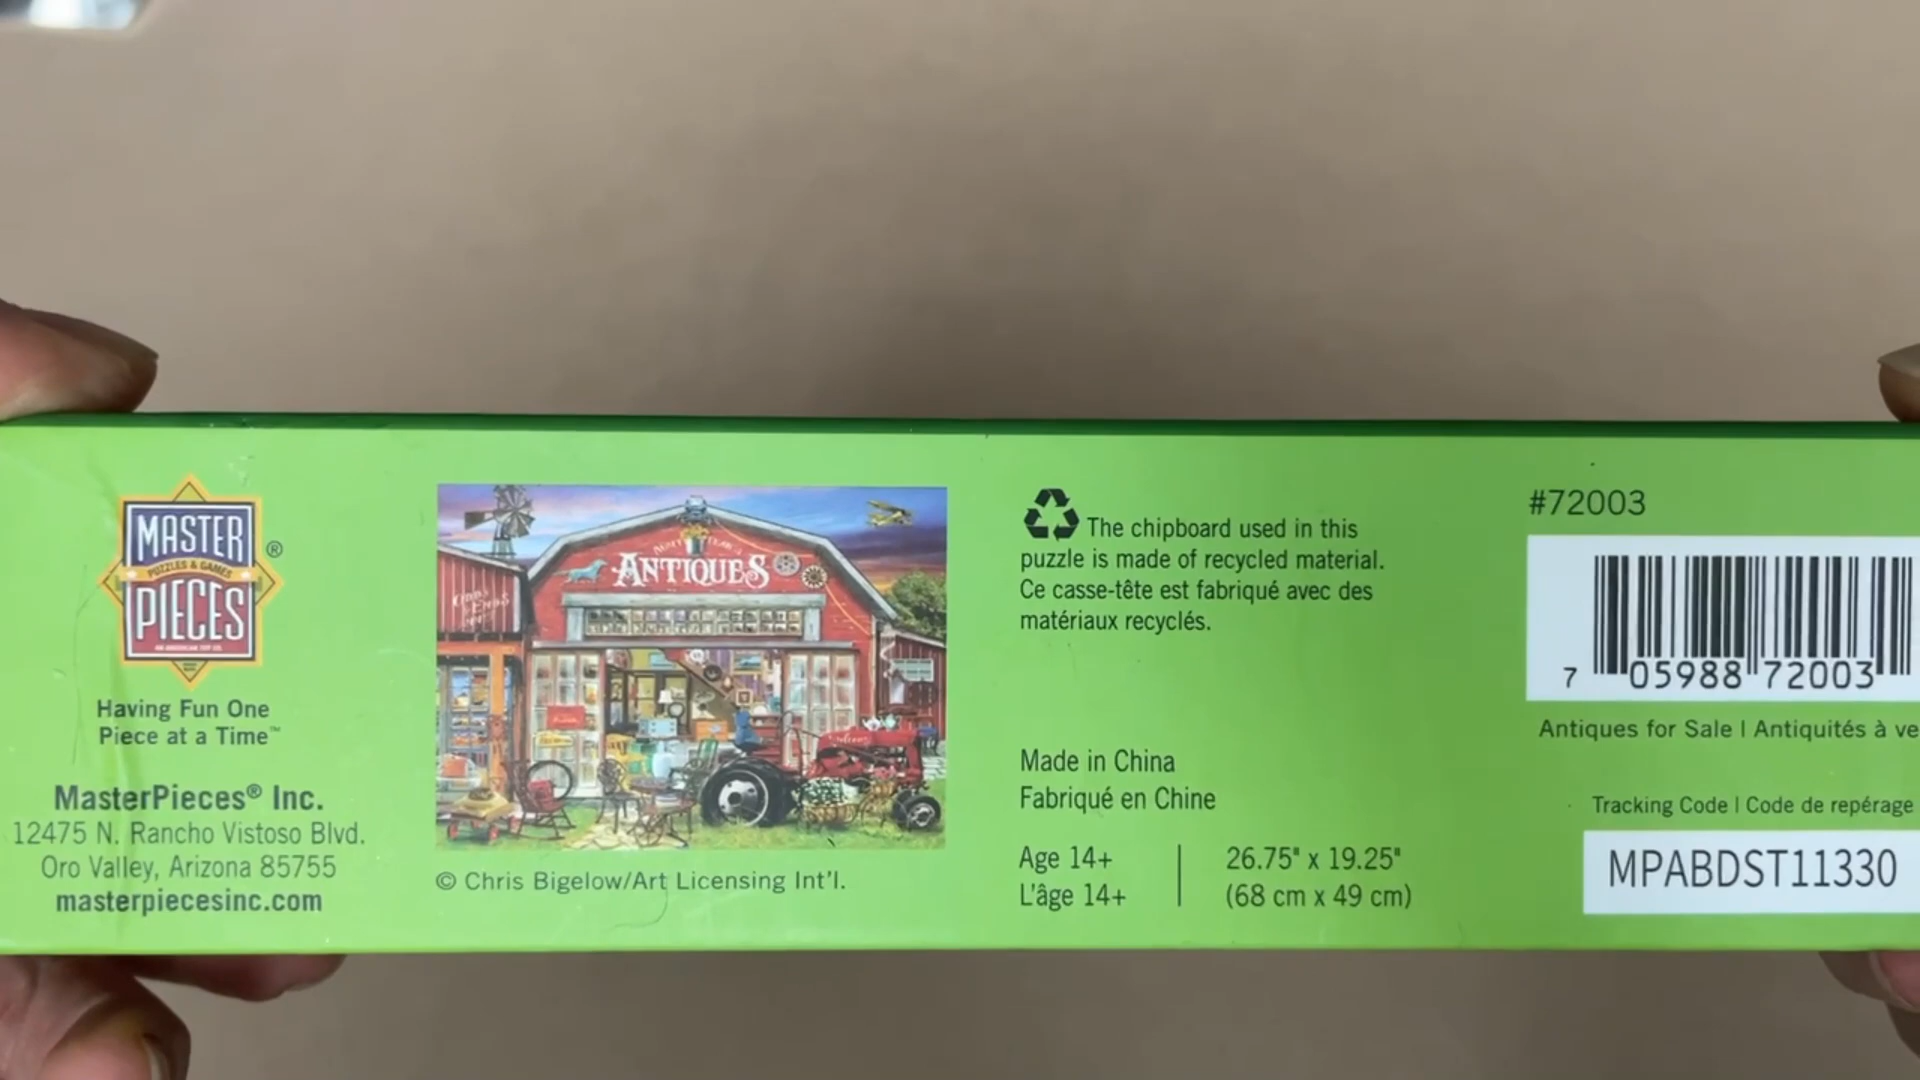 MASTER
PUZZLES & GAMES
PIECES
®
Having Fun One
Piece at a Time™
MasterPieces® Inc.
12475 N. Rancho Vistoso Blvd.
Oro Valley, Arizona 85755
masterpiecesinc.com
ANTIQUES
© Chris Bigelow/Art Licensing Int'l.
The chipboard used in this
puzzle is made of recycled material.
Ce casse-tête est fabriqué avec des
matériaux recyclés.
Made in China
Fabriqué en Chine
Age 14+
L'âge 14+
26.75" x 19.25"
(68 cm x 49 cm)
#72003
7 05988 72003
Antiques for Sale | Antiquités à ve
Tracking Code | Code de repérage
MPABDST11330